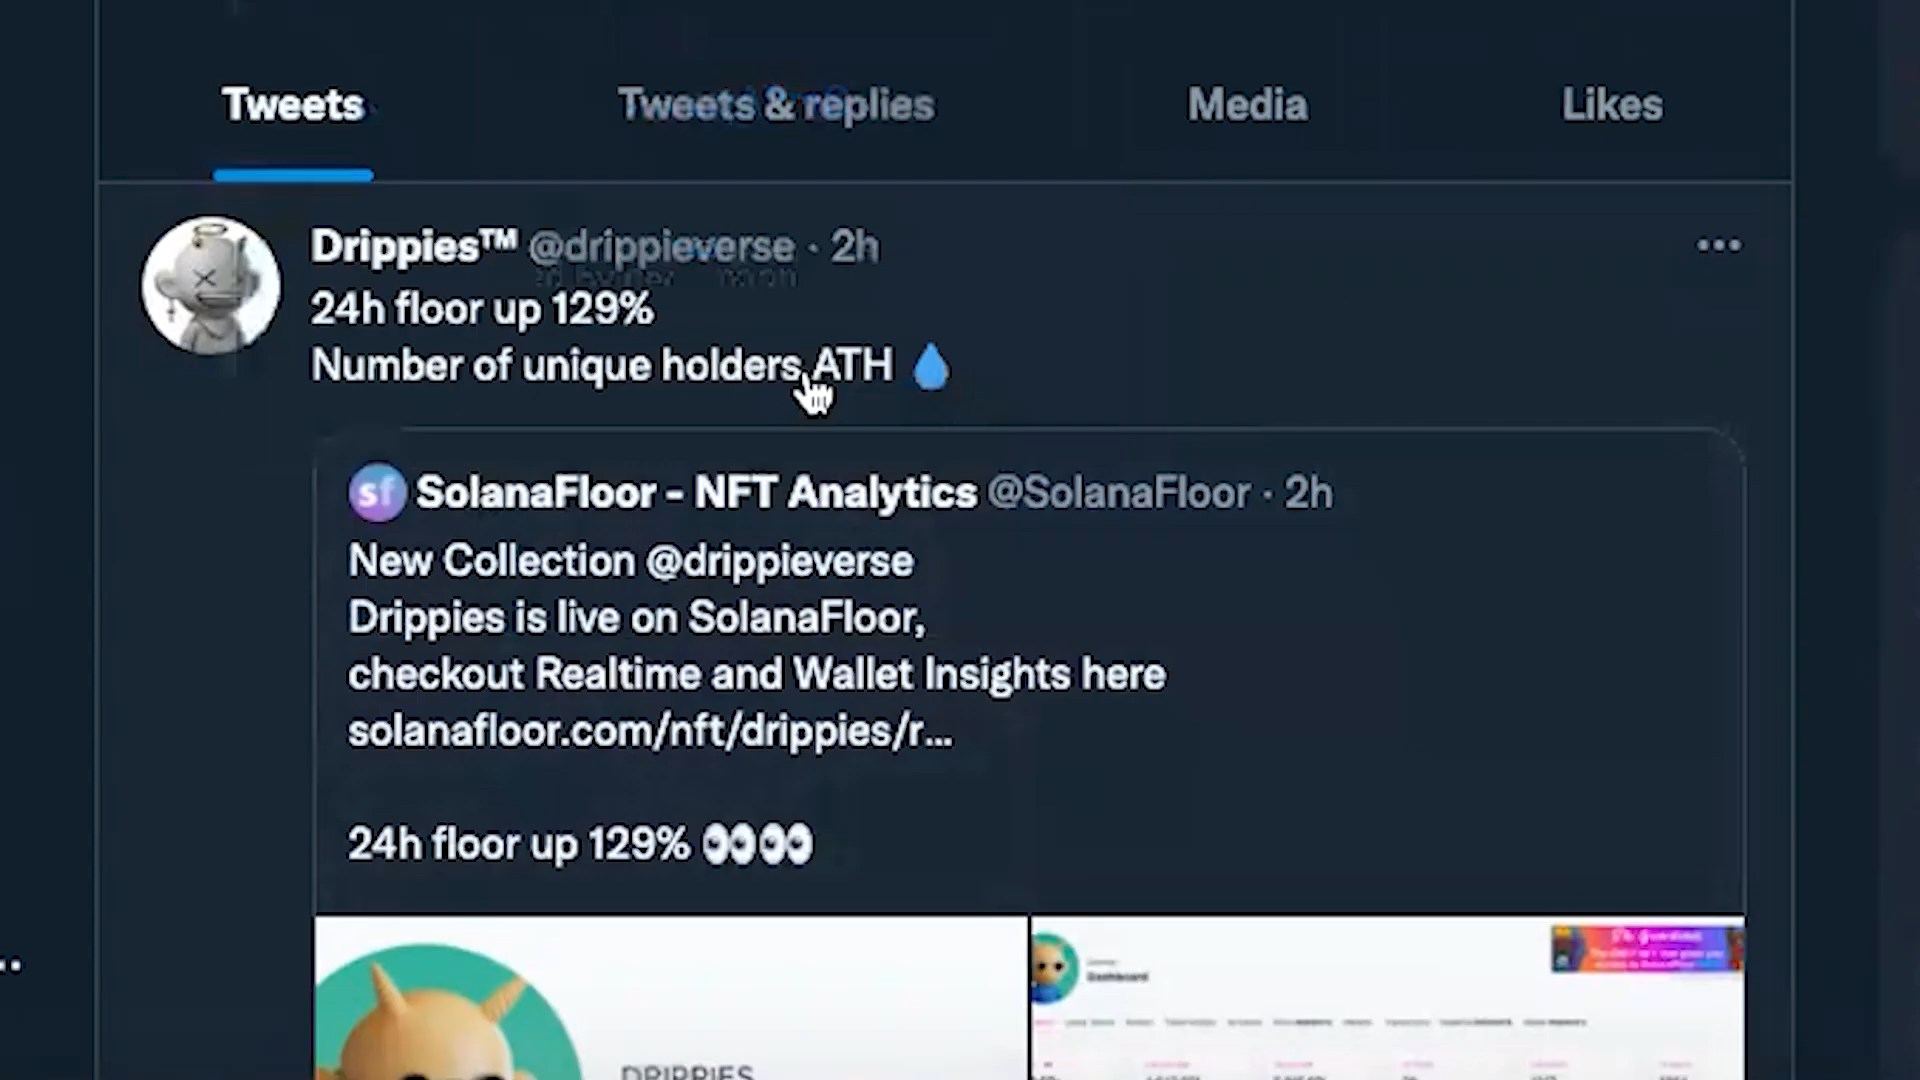 Tweets
Tweets & replies
Media
Likes
Drippies™ @drippieverse · 2h
24h floor up 129%
Number of unique holders ATH 💧
sf SolanaFloor - NFT Analytics @SolanaFloor · 2h
New Collection @drippieverse
Drippies is live on SolanaFloor,
checkout Realtime and Wallet Insights here
solanafloor.com/nft/drippies/r...
24h floor up 129% 👀👀
DRIPPIES
Dashboard